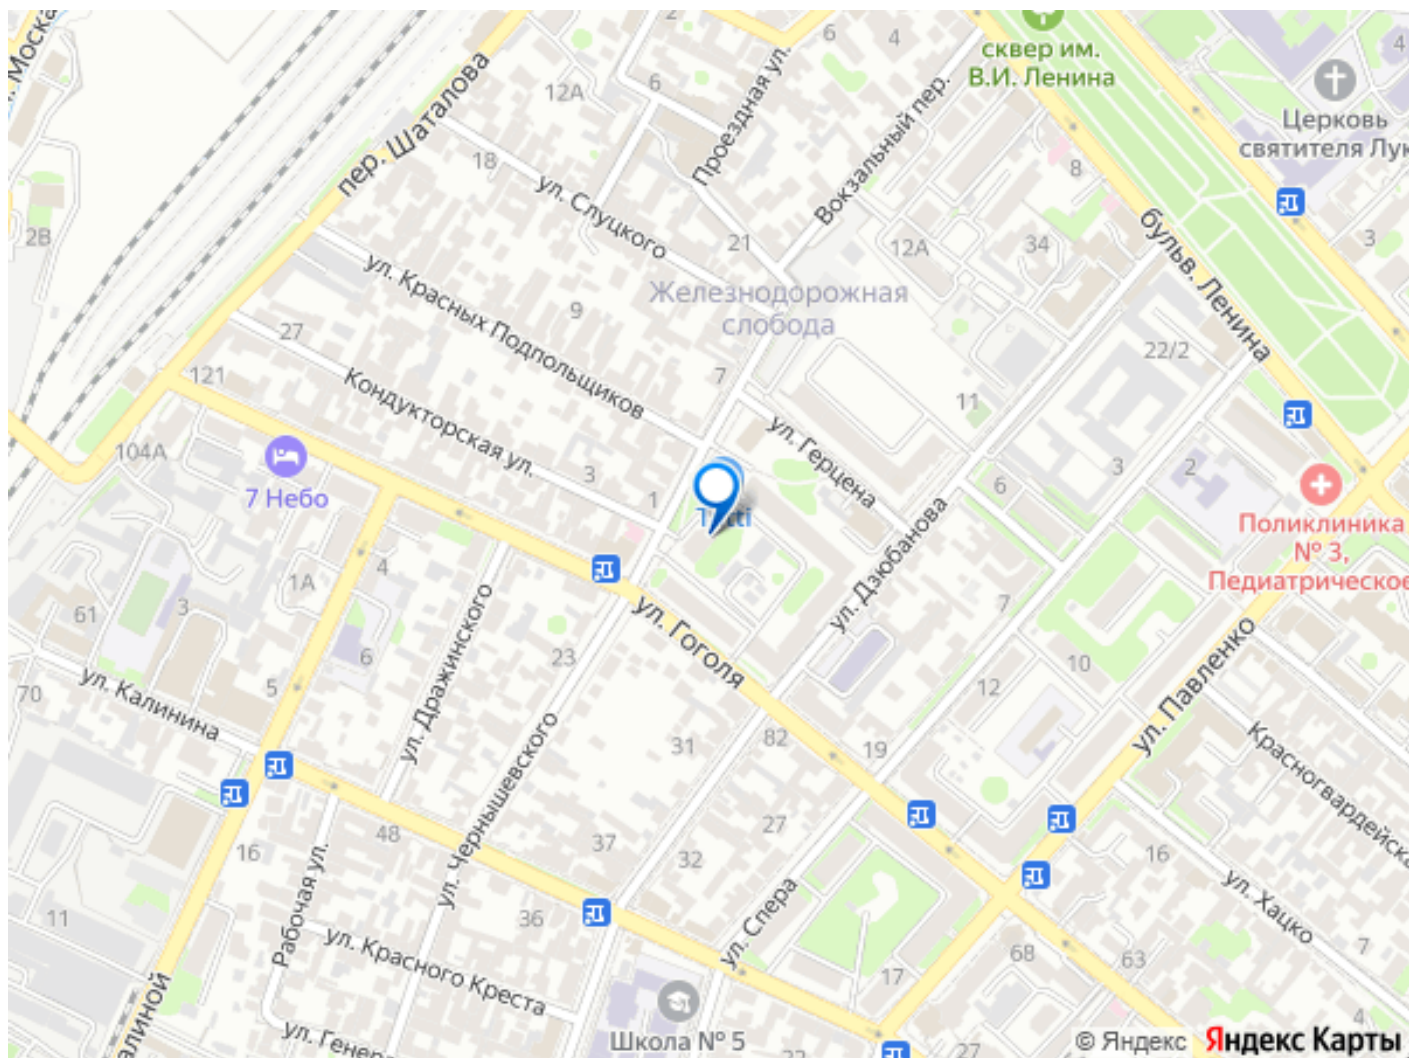 сквер им.
В.И. Ленина
Церковь
святителя Лук
пер. Шаталова
12А
6
2
6
4
4
Проездная ул.
Вокзальный пер.
8
18
ул. Слуцкого
21
12А
34
3
2В
бульв. Ленина
ул. Красных Подпольщиков
Железнодорожная
слобода
9
27
22/2
121
Кондукторская ул.
7
11
ул. Герцена
104А
7 Небо
3
1
6
3
2
Поликлиника
№ 3,
Педиатрическое
ул. Дзюбанова
1А
4
61
3
6
ул. Дражинского
23
ул. Гоголя
7
10
12
ул. Павленко
70
ул. Калинина
5
31
82
19
Красногвардейска
ул. Чернышевского
48
37
27
32
16
16
Рабочая ул.
ул. Спера
ул. Хацко
11
36
ул. Красного Креста
17
68
63
7
4
Школа № 5
27
© Яндекс
Яндекс Карты